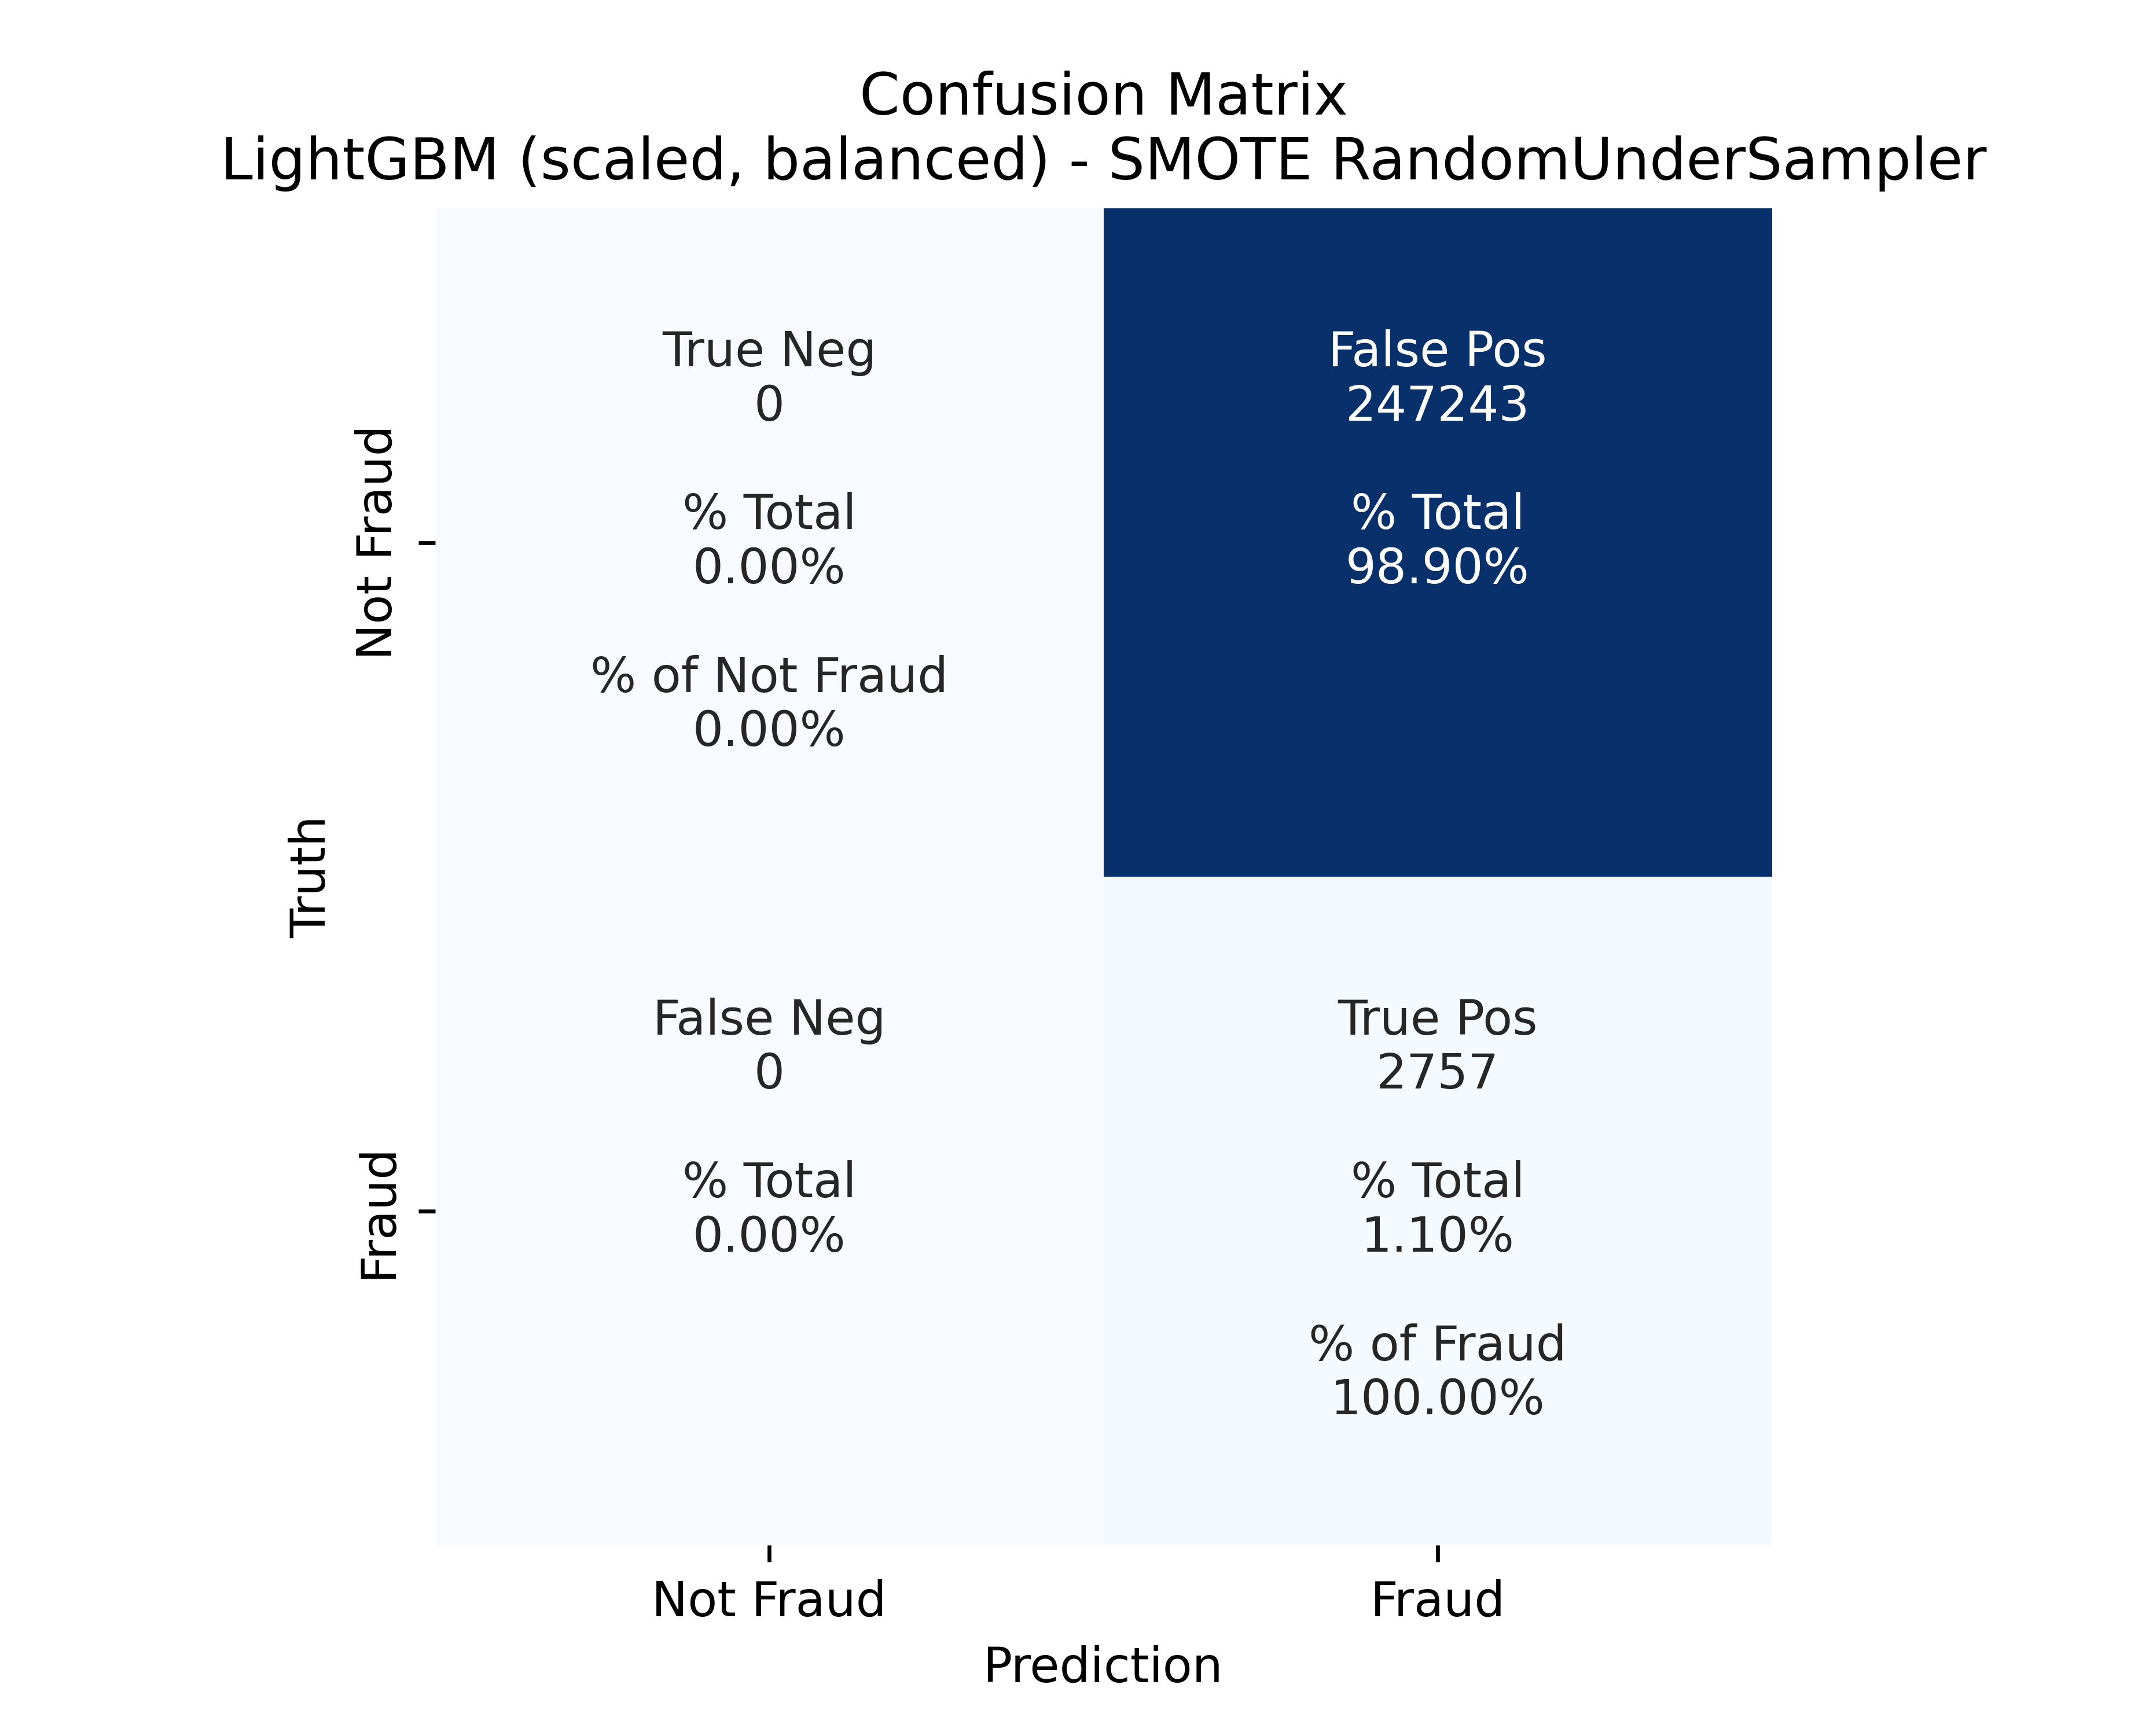 Confusion Matrix
LightGBM (scaled, balanced) - SMOTE RandomUnderSampler
Truth
Not Fraud
True Neg
0
% Total
0.00%
% of Not Fraud
0.00%
False Pos
247243
% Total
98.90%
Fraud
False Neg
0
% Total
0.00%
True Pos
2757
% Total
1.10%
% of Fraud
100.00%
Not Fraud
Fraud
Prediction